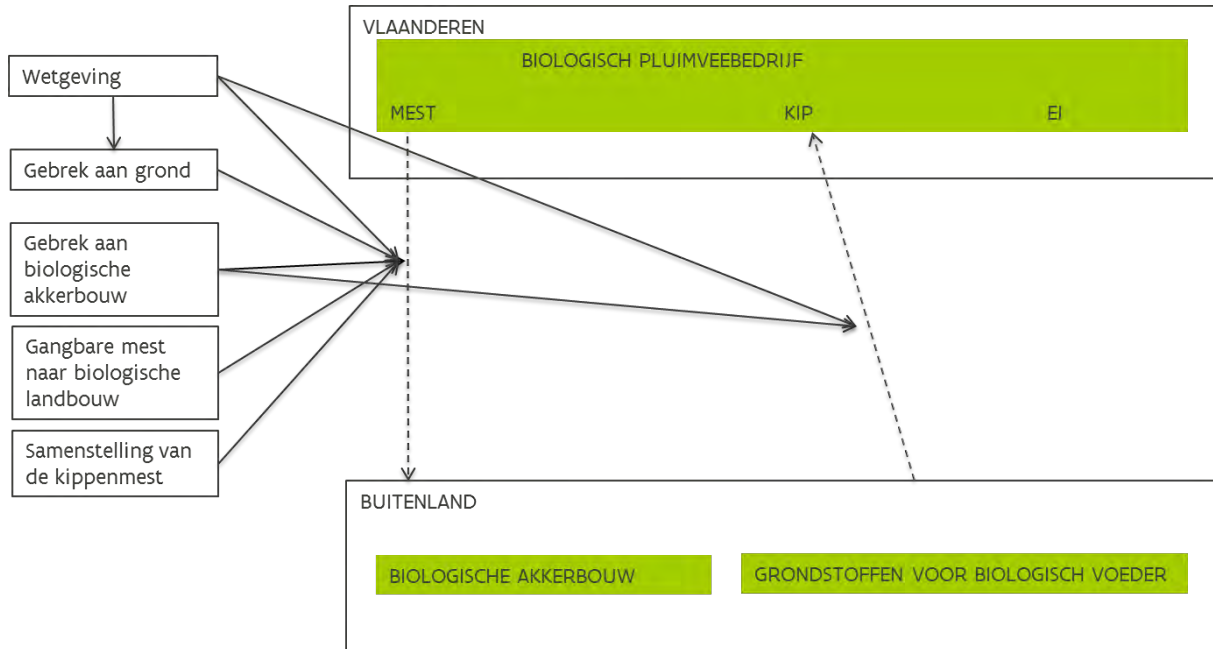 VLAANDEREN
BIOLOGISCH PLUIMVEEBEDRIJF
MEST KIP EI
Wetgeving
Gebrek aan grond
Gebrek aan
biologische
akkerbouw
Gangbare mest
naar biologische
landbouw
Samenstelling van
de kippenmest
BUITENLAND
BIOLOGISCHE AKKERBOUW
GRONDSTOFFEN VOOR BIOLOGISCH VOEDER